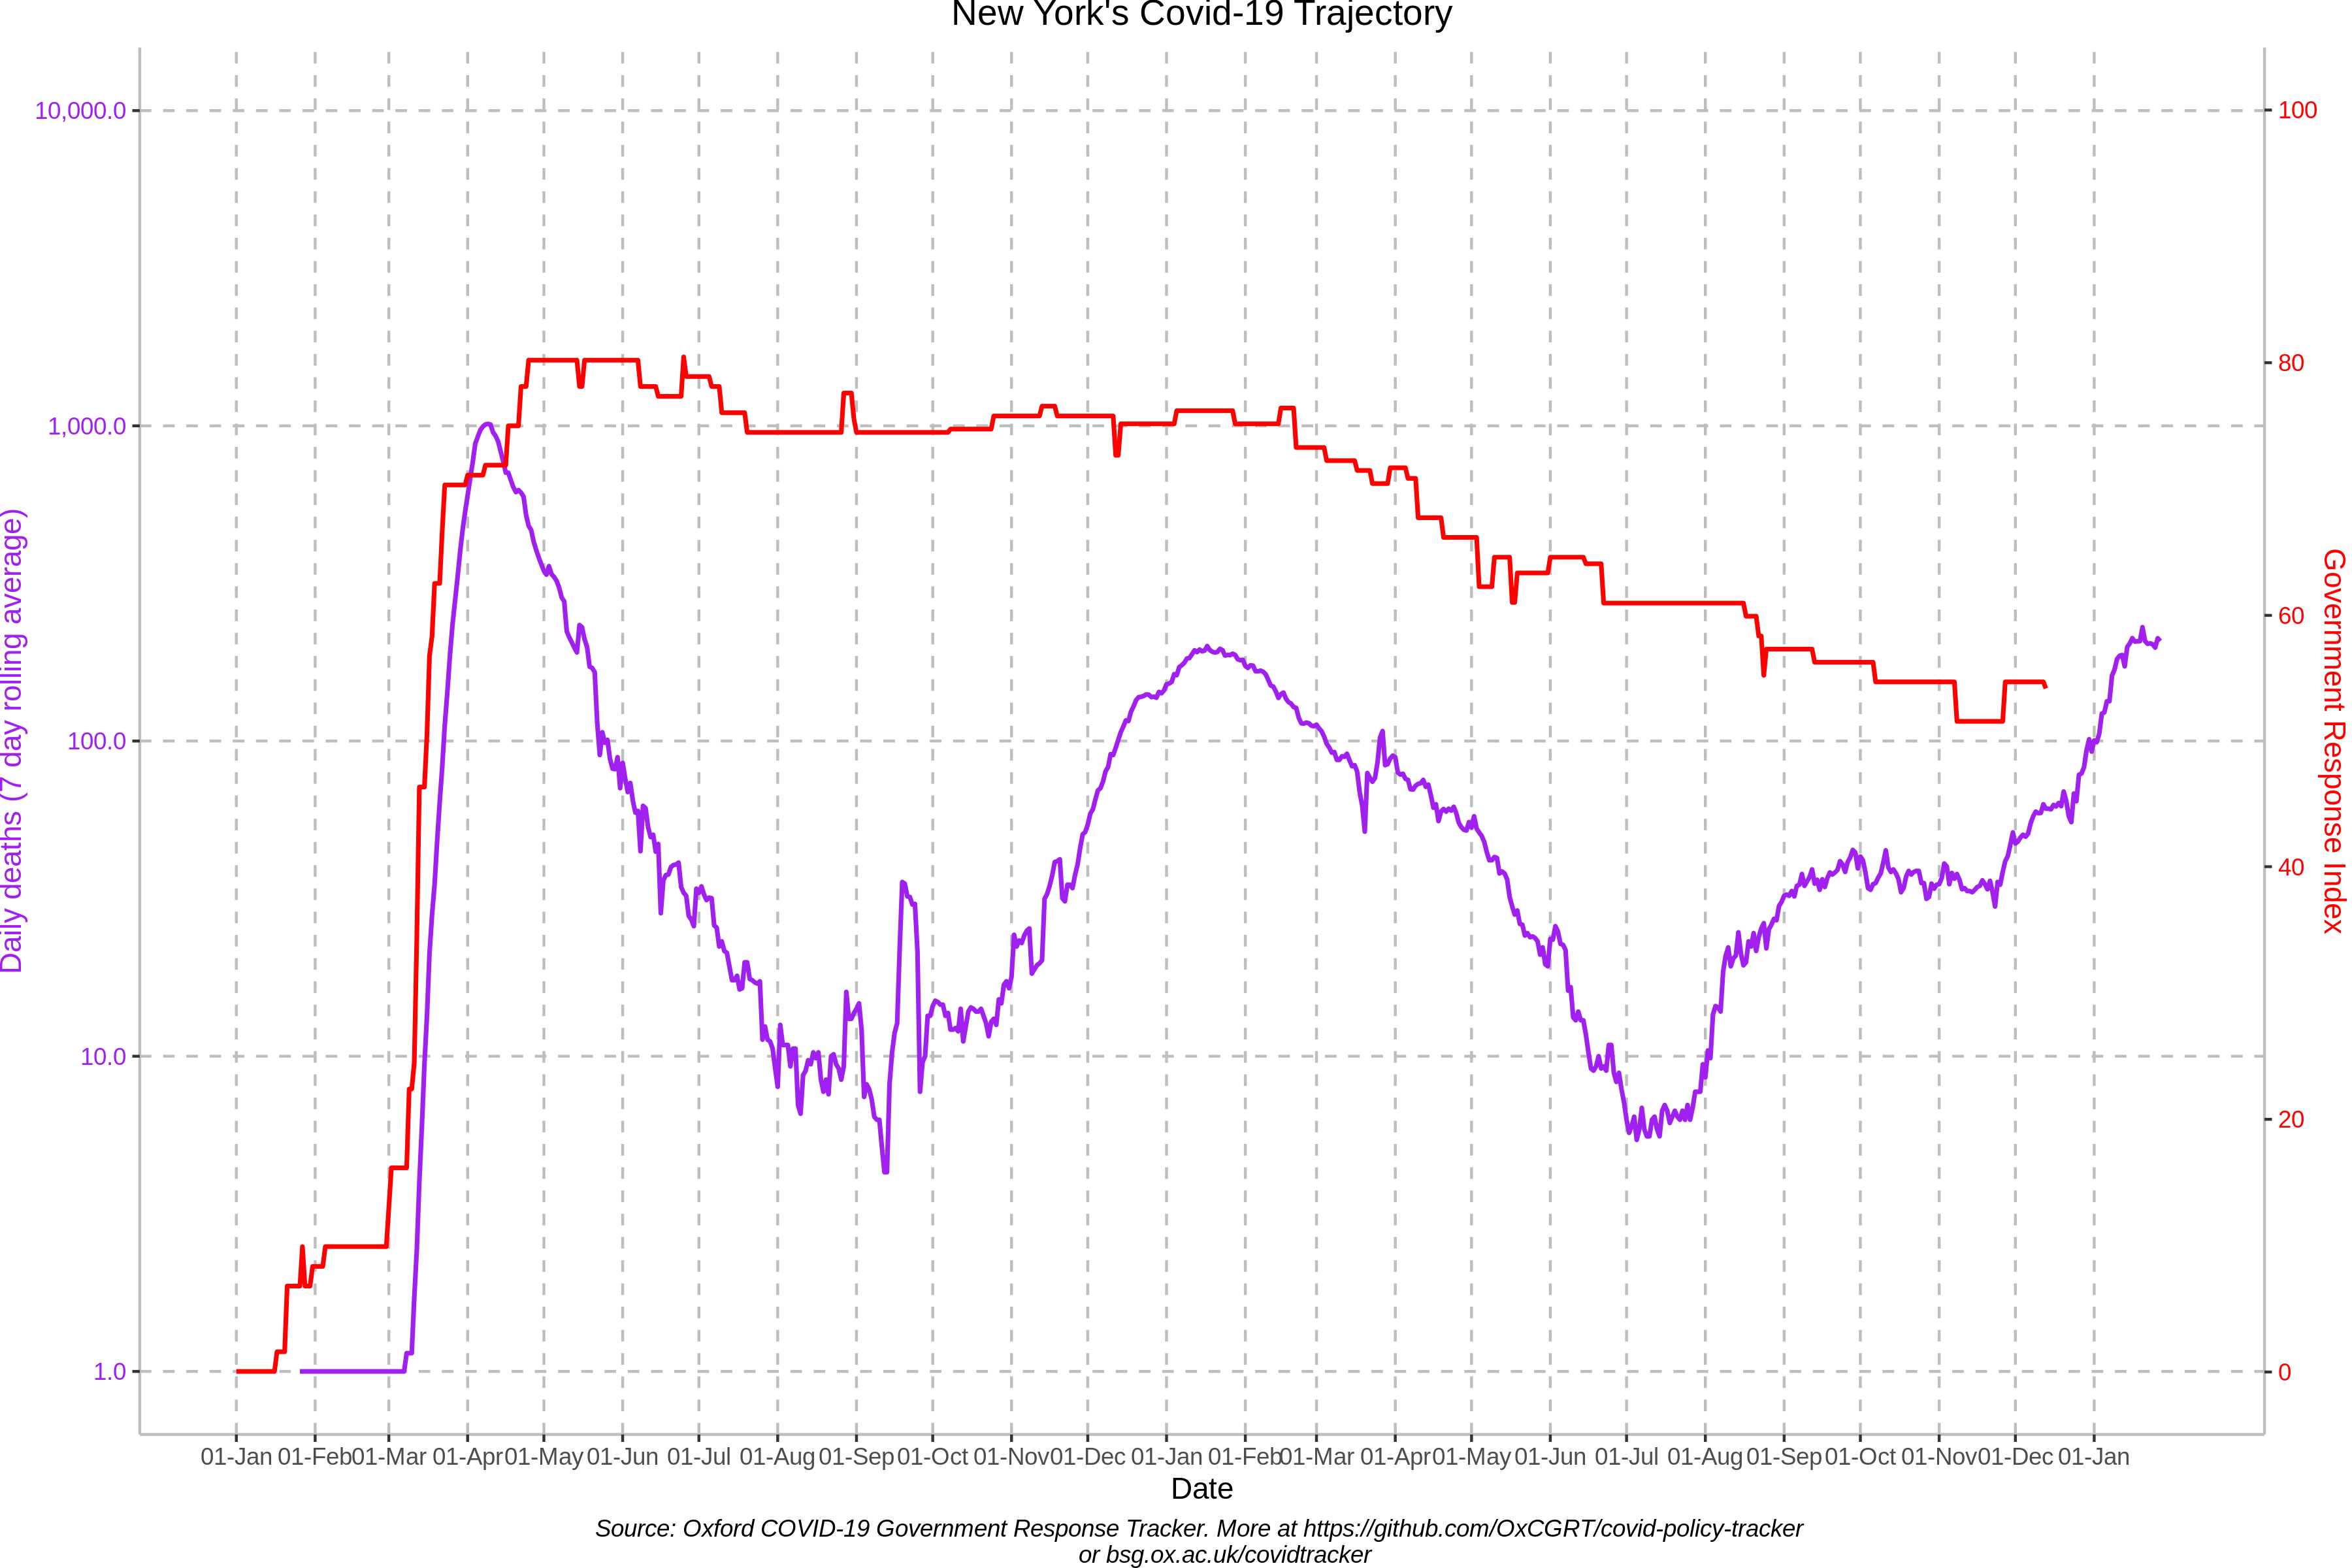 New York's Covid-19 Trajectory
10,000.0
1,000.0
100.0
10.0
1.0
Daily deaths (7 day rolling average)
100
80
60
40
20
0
Government Response Index
01-Jan 01-Feb 01-Mar 01-Apr 01-May 01-Jun 01-Jul 01-Aug 01-Sep 01-Oct 01-Nov 01-Dec 01-Jan 01-Feb 01-Mar 01-Apr 01-May 01-Jun 01-Jul 01-Aug 01-Sep 01-Oct 01-Nov 01-Dec 01-Jan
Date
Source: Oxford COVID-19 Government Response Tracker. More at https://github.com/OxCGRT/covid-policy-tracker
or bsg.ox.ac.uk/covidtracker